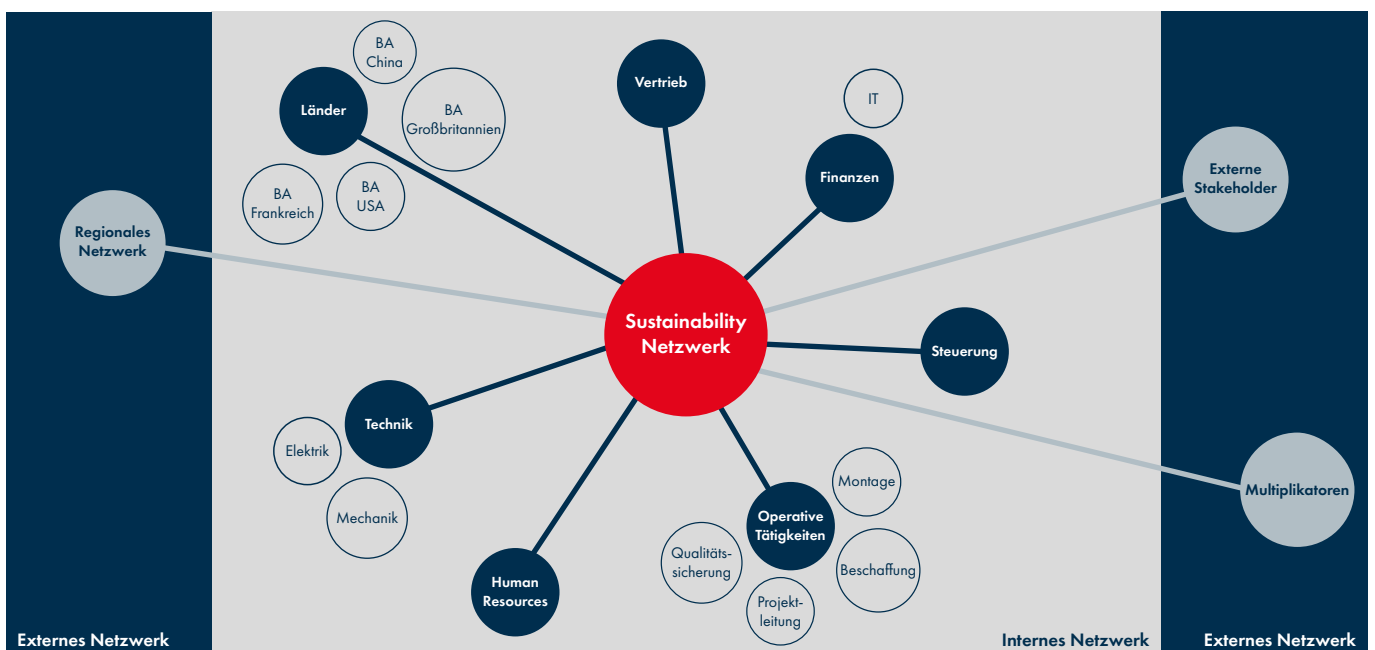 BA
China
Länder
BA
Großbritannien
BA
Frankreich
BA
USA
Vertrieb
IT
Finanzen
Externe
Stakeholder
Regionales
Netzwerk
Sustainability
Netzwerk
Steuerung
Technik
Elektrik
Mechanik
Human
Resources
Operative
Tätigkeiten
Montage
Beschaffung
Qualitäts-
sicherung
Projekt-
leitung
Multiplikatoren
Externes Netzwerk
Internes Netzwerk
Externes Netzwerk